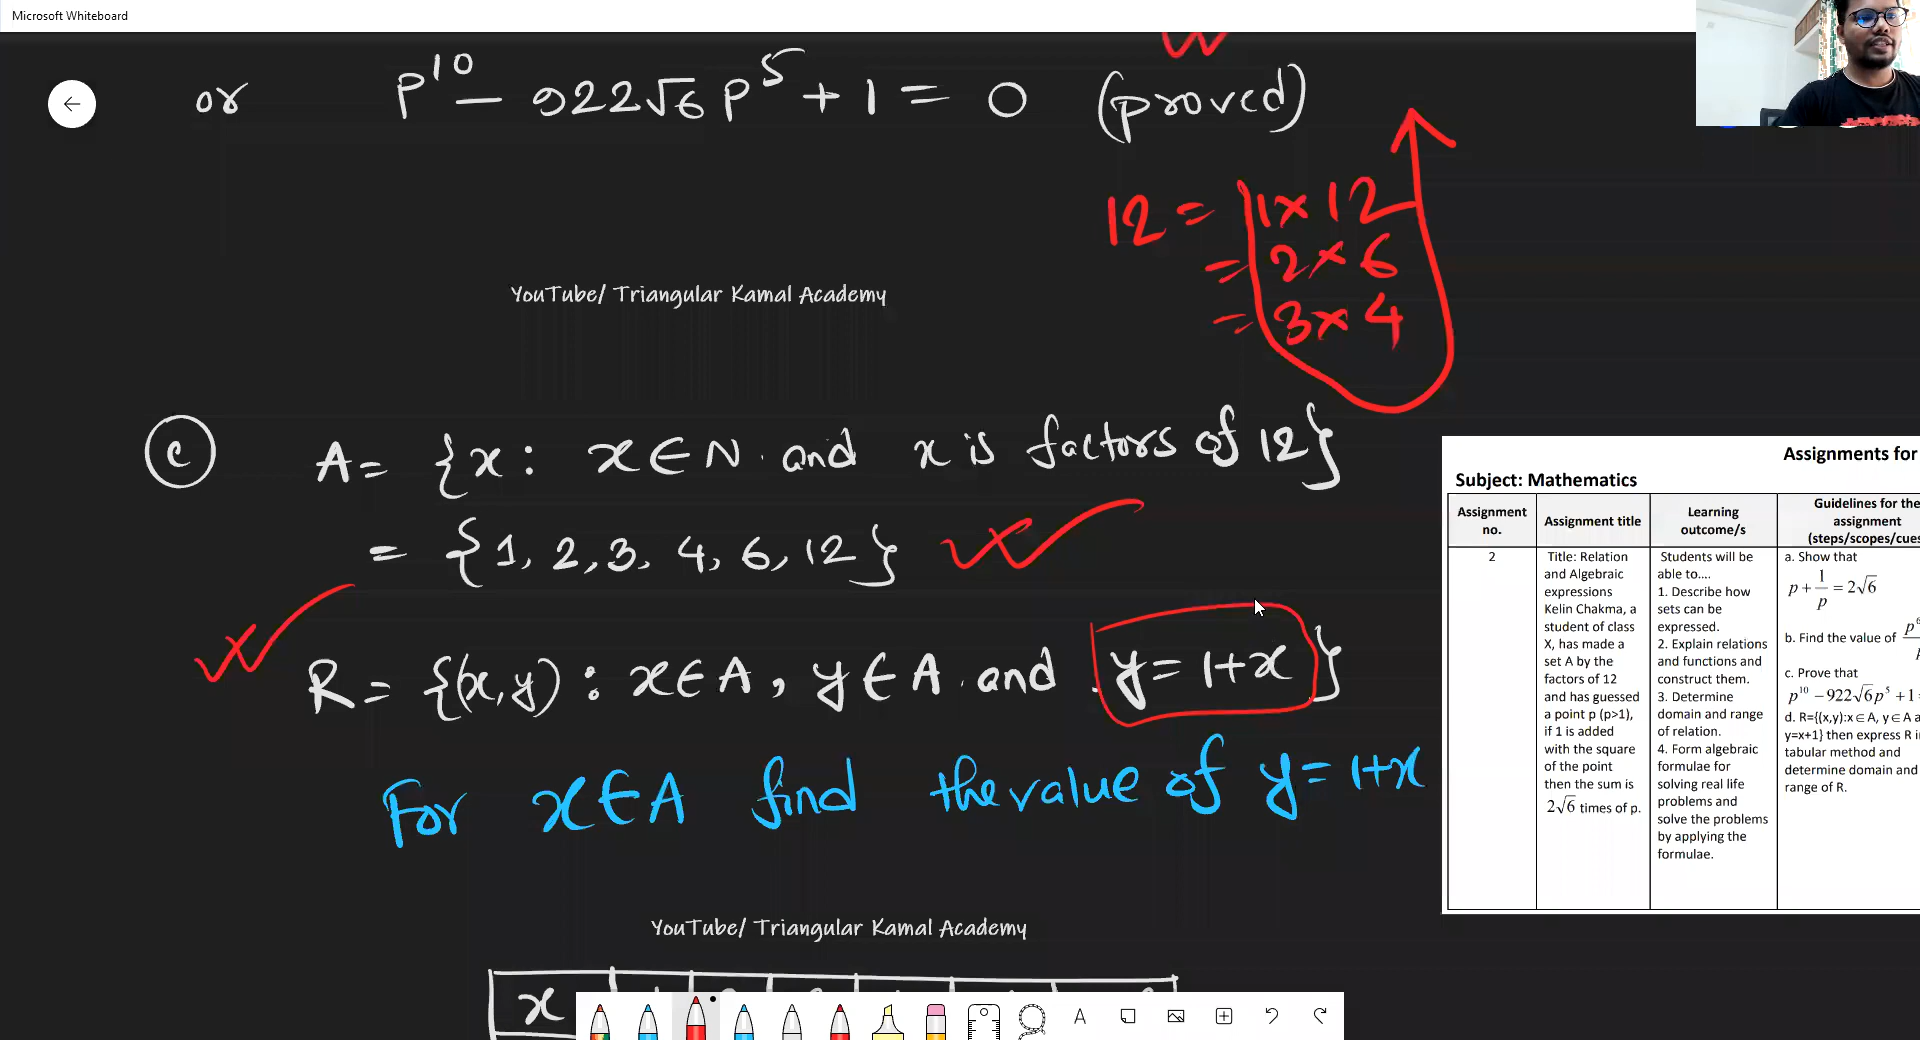 Microsoft Whiteboard
or p¹⁰ - 922√6 p⁵ + 1 = 0 (proved)
12 = 1 × 12
= 2 × 6
= 3 × 4
YouTube/ Triangular Kamal Academy
c A = {x : x ∈ N and x is factors of 12}
= {1, 2, 3, 4, 6, 12}
R = {(x, y) : x ∈ A, y ∈ A and y = 1 + x}
For x ∈ A find the value of y = 1 + x
YouTube/ Triangular Kamal Academy
x
Assignments for
Subject: Mathematics
Assignment
no.
Assignment title
Learning
outcome/s
Guidelines for the
assignment
(steps/scopes/cues
2
Title: Relation
and Algebraic
expressions
Kelin Chakma, a
student of class
X, has made a
set A by the
factors of 12
and has guessed
a point p (p>1),
if 1 is added
with the square
of the point
then the sum is
2√6 times of p.
Students will be
able to....
1. Describe how
sets can be
expressed.
2. Explain relations
and functions and
construct them.
3. Determine
domain and range
of relation.
4. Form algebraic
formulae for
solving real life
problems and
solve the problems
by applying the
formulae.
a. Show that
p + 1/p = 2√6
b. Find the value of
c. Prove that
p¹⁰ - 922√6 p⁵ + 1
d. R={(x,y):x ∈ A, y ∈ A
y=x+1} then express R
tabular method and
determine domain and
range of R.
A